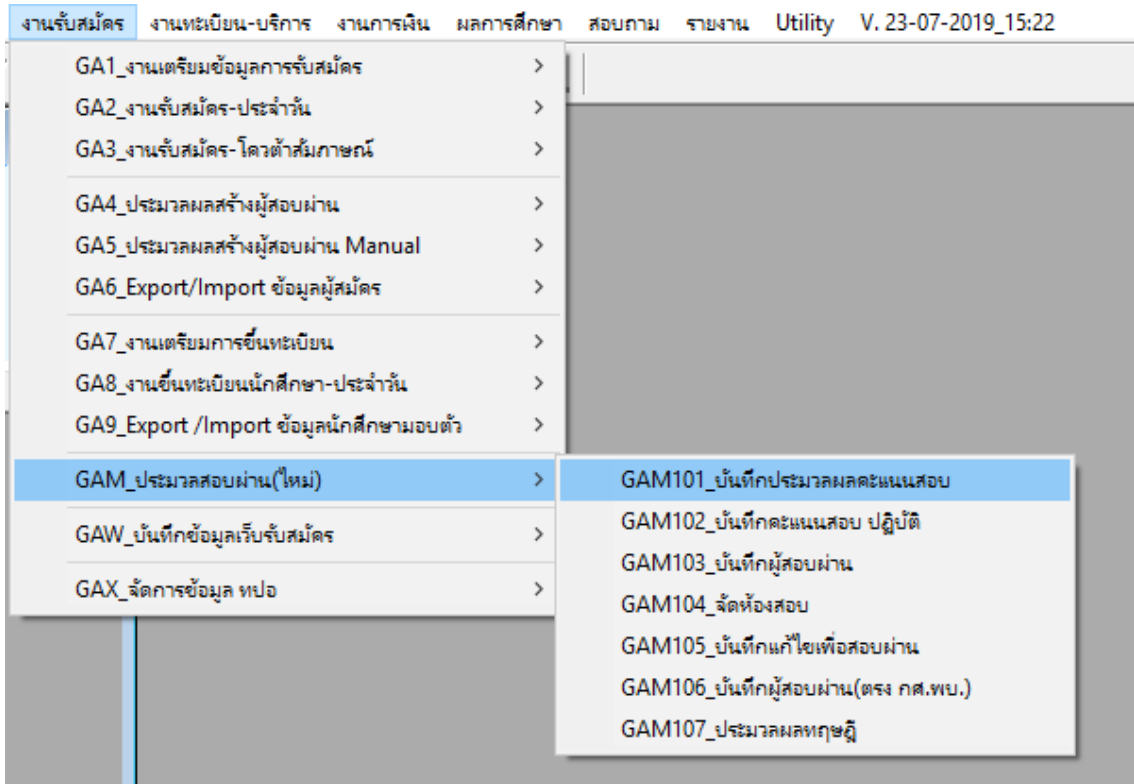 งานรับสมัคร งานทะเบียน-บริการ งานการเงิน ผลการศึกษา สอบถาม รายงาน Utility V. 23-07-2019_15:22
GA1_งานเตรียมข้อมูลการรับสมัคร
GA2_งานรับสมัคร-ประจำวัน
GA3_งานรับสมัคร-โควต้าสัมภาษณ์
GA4_ประมวลผลสร้างผู้สอบผ่าน
GA5_ประมวลผลสร้างผู้สอบผ่าน Manual
GA6_Export/Import ข้อมูลผู้สมัคร
GA7_งานเตรียมการขึ้นทะเบียน
GA8_งานขึ้นทะเบียนนักศึกษา-ประจำวัน
GA9_Export /Import ข้อมูลนักศึกษามอบตัว
GAM_ประมวลสอบผ่าน(ใหม่)
GAW_บันทึกข้อมูลเว็บรับสมัคร
GAX_จัดการข้อมูล ทปอ
GAM101_บันทึกประมวลผลคะแนนสอบ
GAM102_บันทึกคะแนนสอบ ปฏิบัติ
GAM103_บันทึกผู้สอบผ่าน
GAM104_จัดห้องสอบ
GAM105_บันทึกแก้ไขเพื่อสอบผ่าน
GAM106_บันทึกผู้สอบผ่าน(ตรง กศ.พบ.)
GAM107_ประมวลผลทฤษฎี